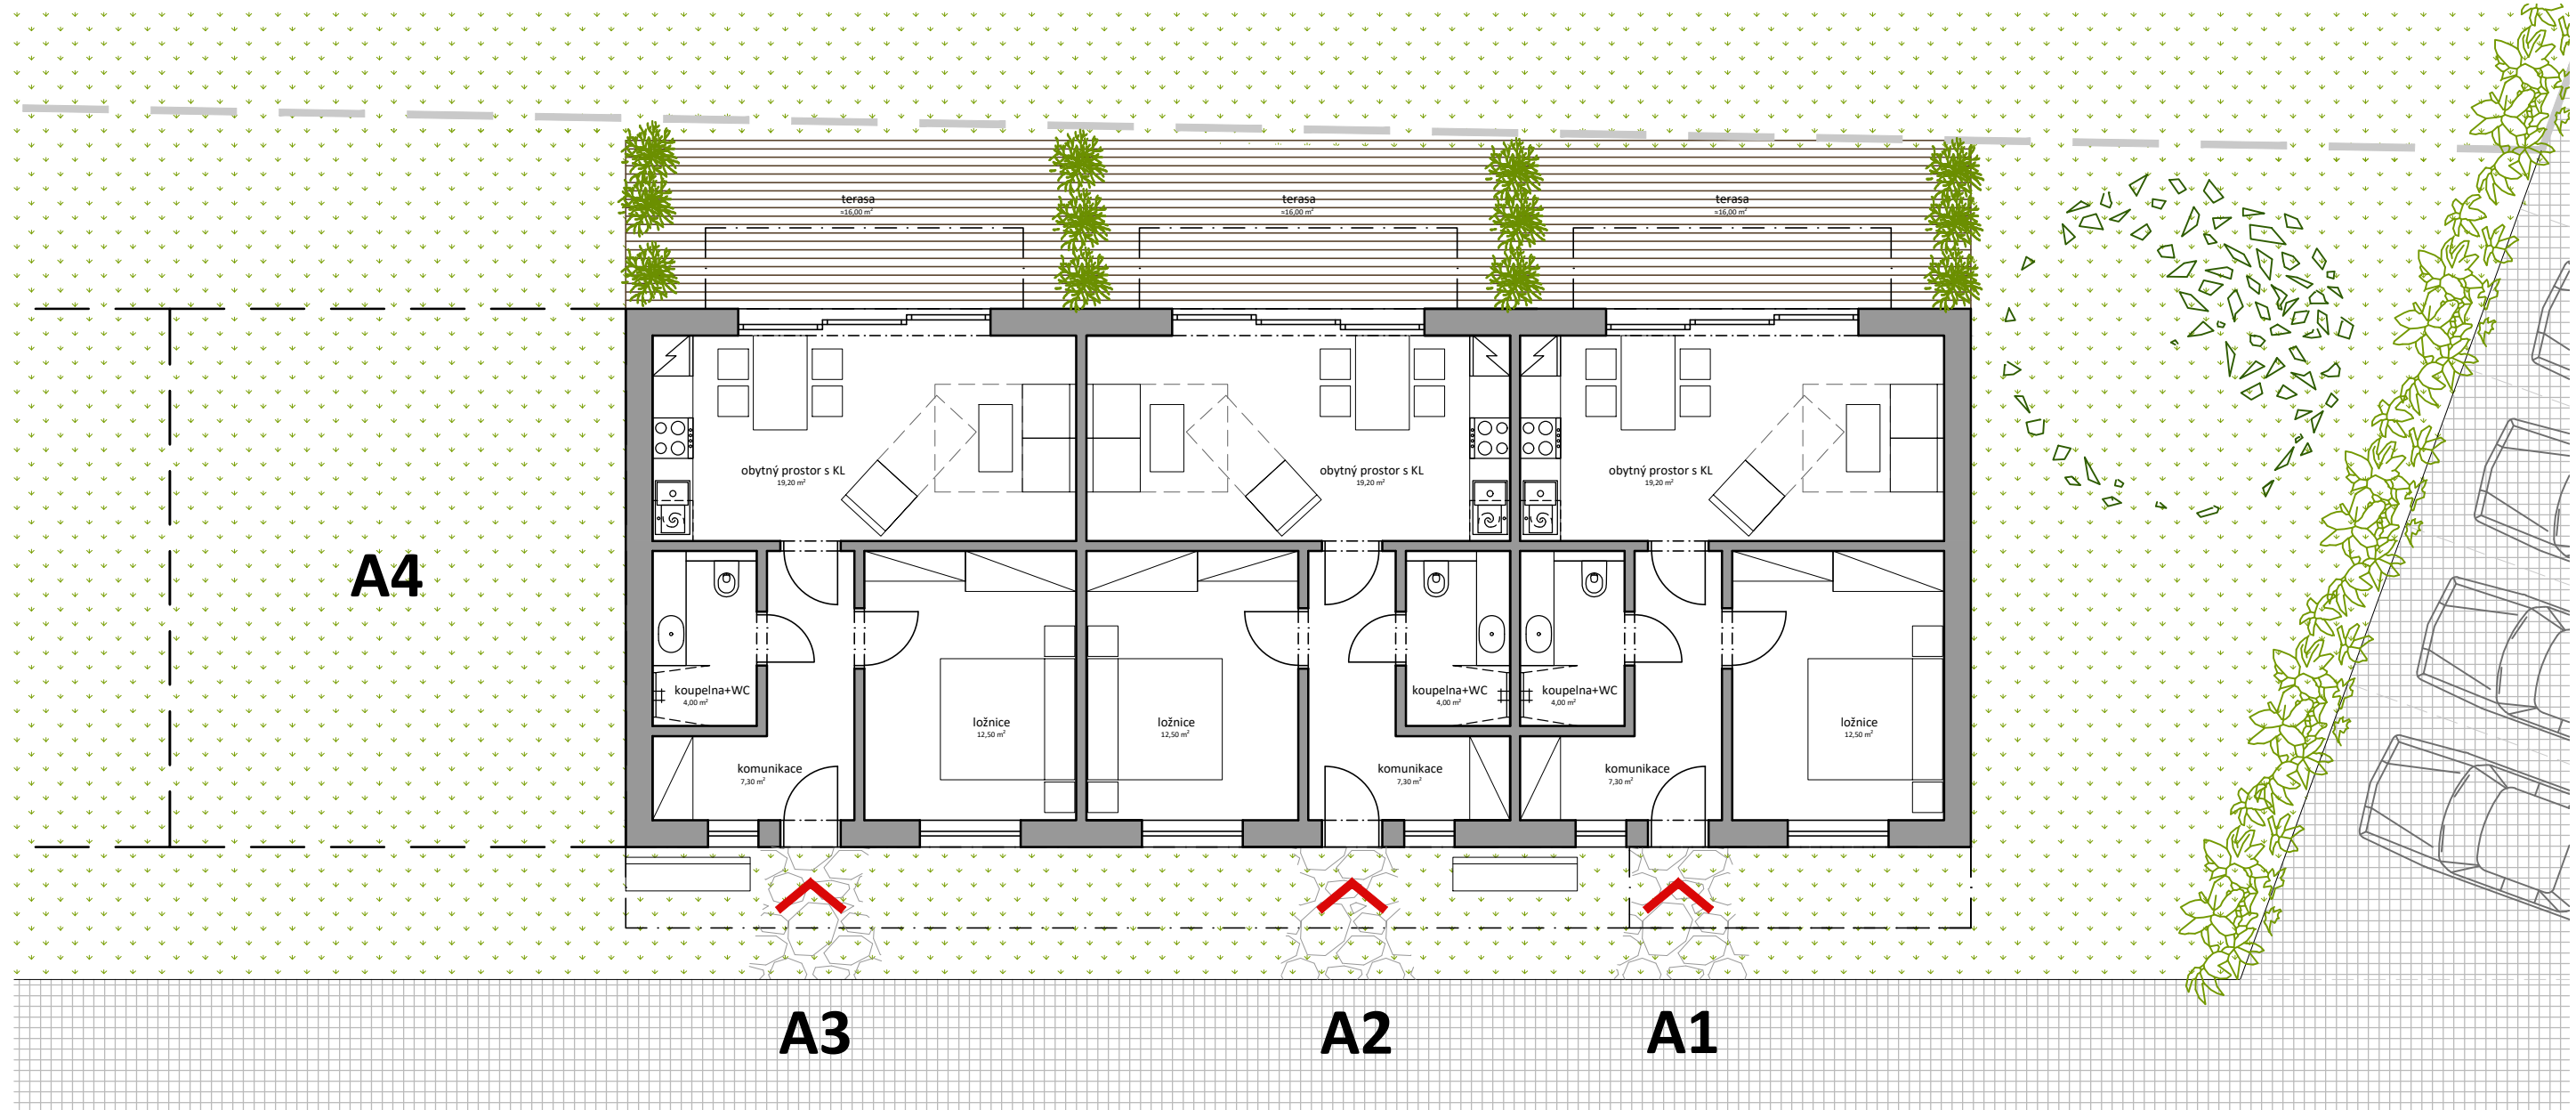 terasa
≈16,00 m²
terasa
≈16,00 m²
terasa
≈16,00 m²
obytný prostor s KL
19,20 m²
obytný prostor s KL
19,20 m²
obytný prostor s KL
19,20 m²
A4
koupelna+WC
4,00 m²
koupelna+WC
4,00 m²
koupelna+WC
4,00 m²
ložnice
12,50 m²
ložnice
12,50 m²
ložnice
12,50 m²
komunikace
7,30 m²
komunikace
7,30 m²
komunikace
7,30 m²
A3
A2
A1